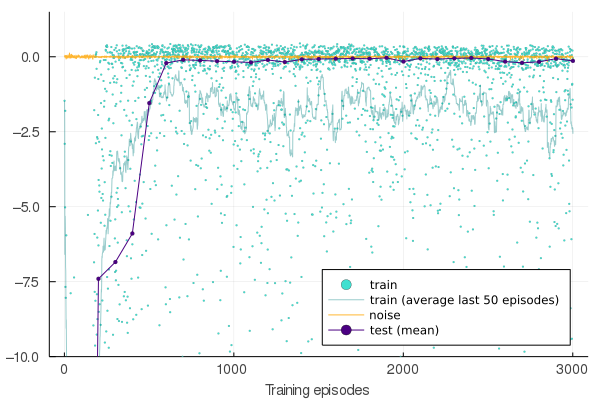 0.0
−2.5
−5.0
−7.5
−10.0
0
1000
2000
3000
Training episodes
train
train (average last 50 episodes)
noise
test (mean)